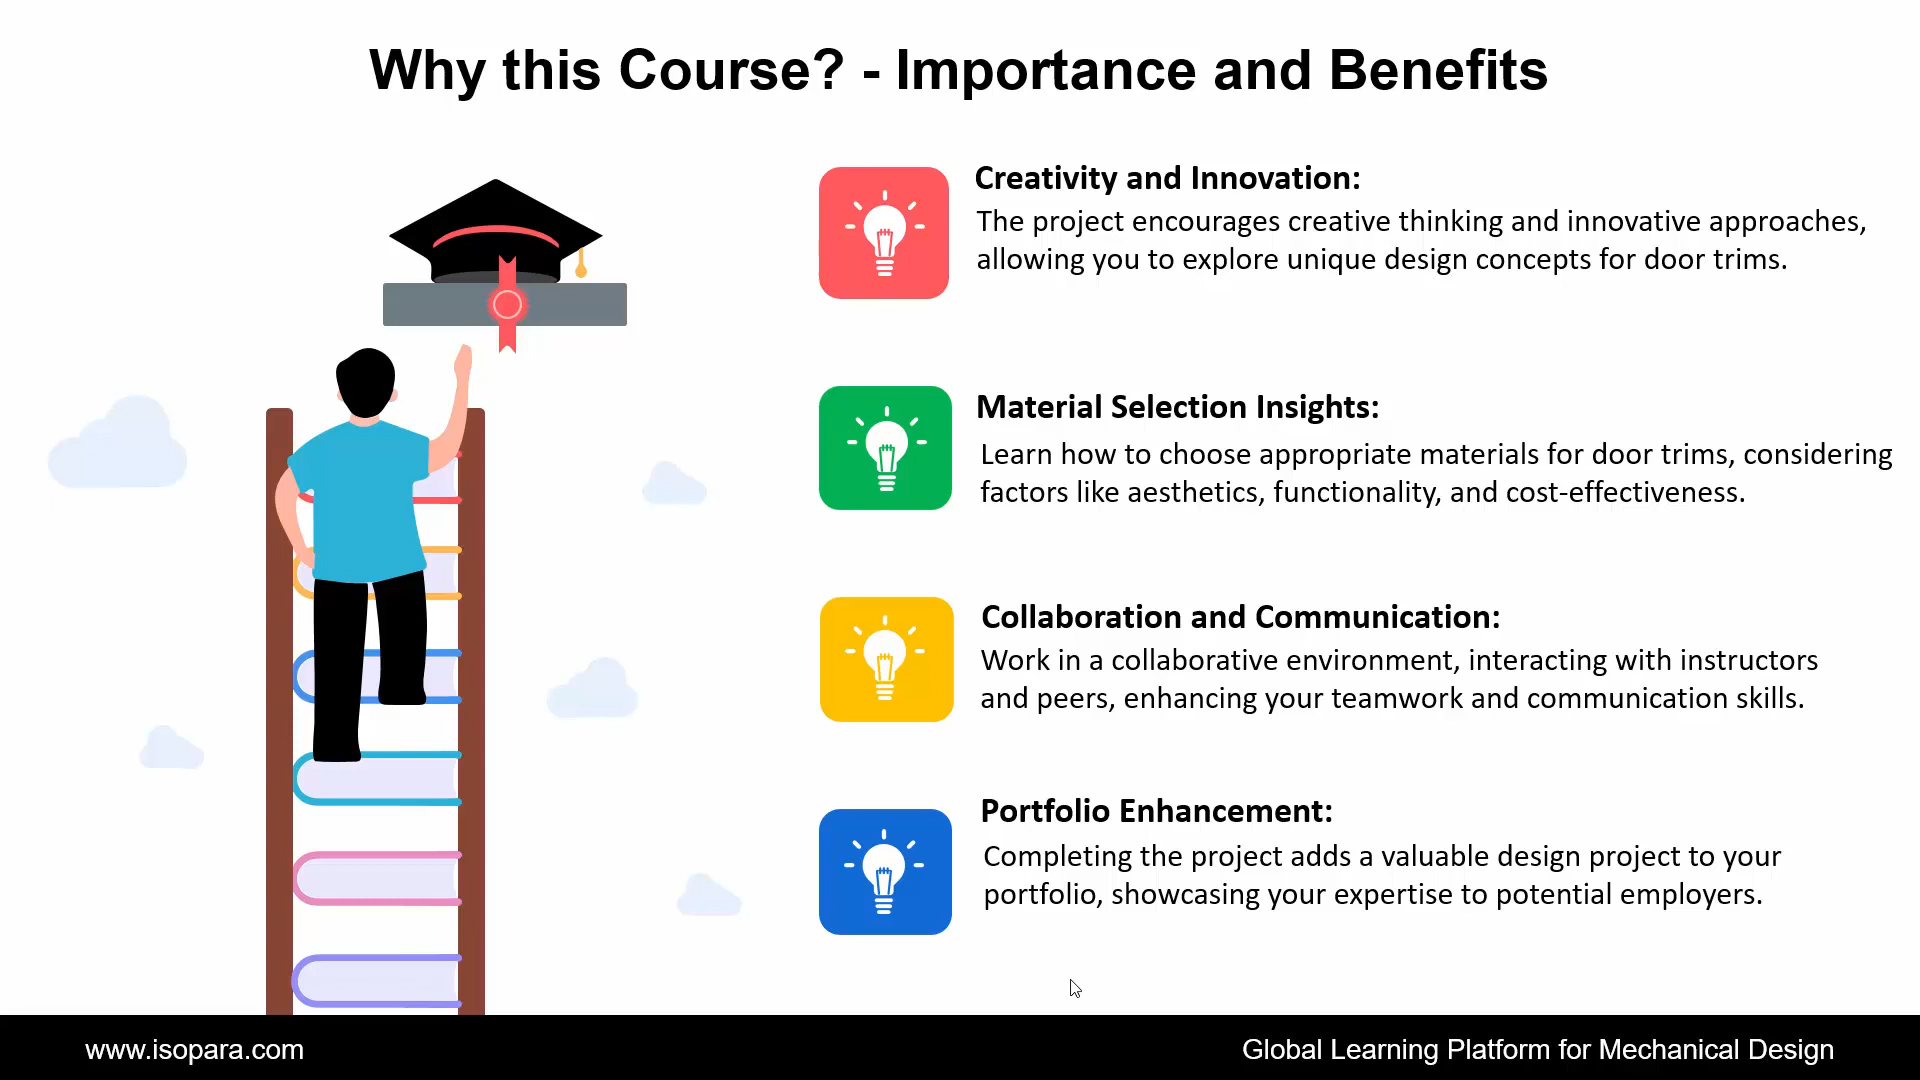 Why this Course? - Importance and Benefits
Creativity and Innovation:
The project encourages creative thinking and innovative approaches,
allowing you to explore unique design concepts for door trims.
Material Selection Insights:
Learn how to choose appropriate materials for door trims, considering
factors like aesthetics, functionality, and cost-effectiveness.
Collaboration and Communication:
Work in a collaborative environment, interacting with instructors
and peers, enhancing your teamwork and communication skills.
Portfolio Enhancement:
Completing the project adds a valuable design project to your
portfolio, showcasing your expertise to potential employers.
www.isopara.com
Global Learning Platform for Mechanical Design